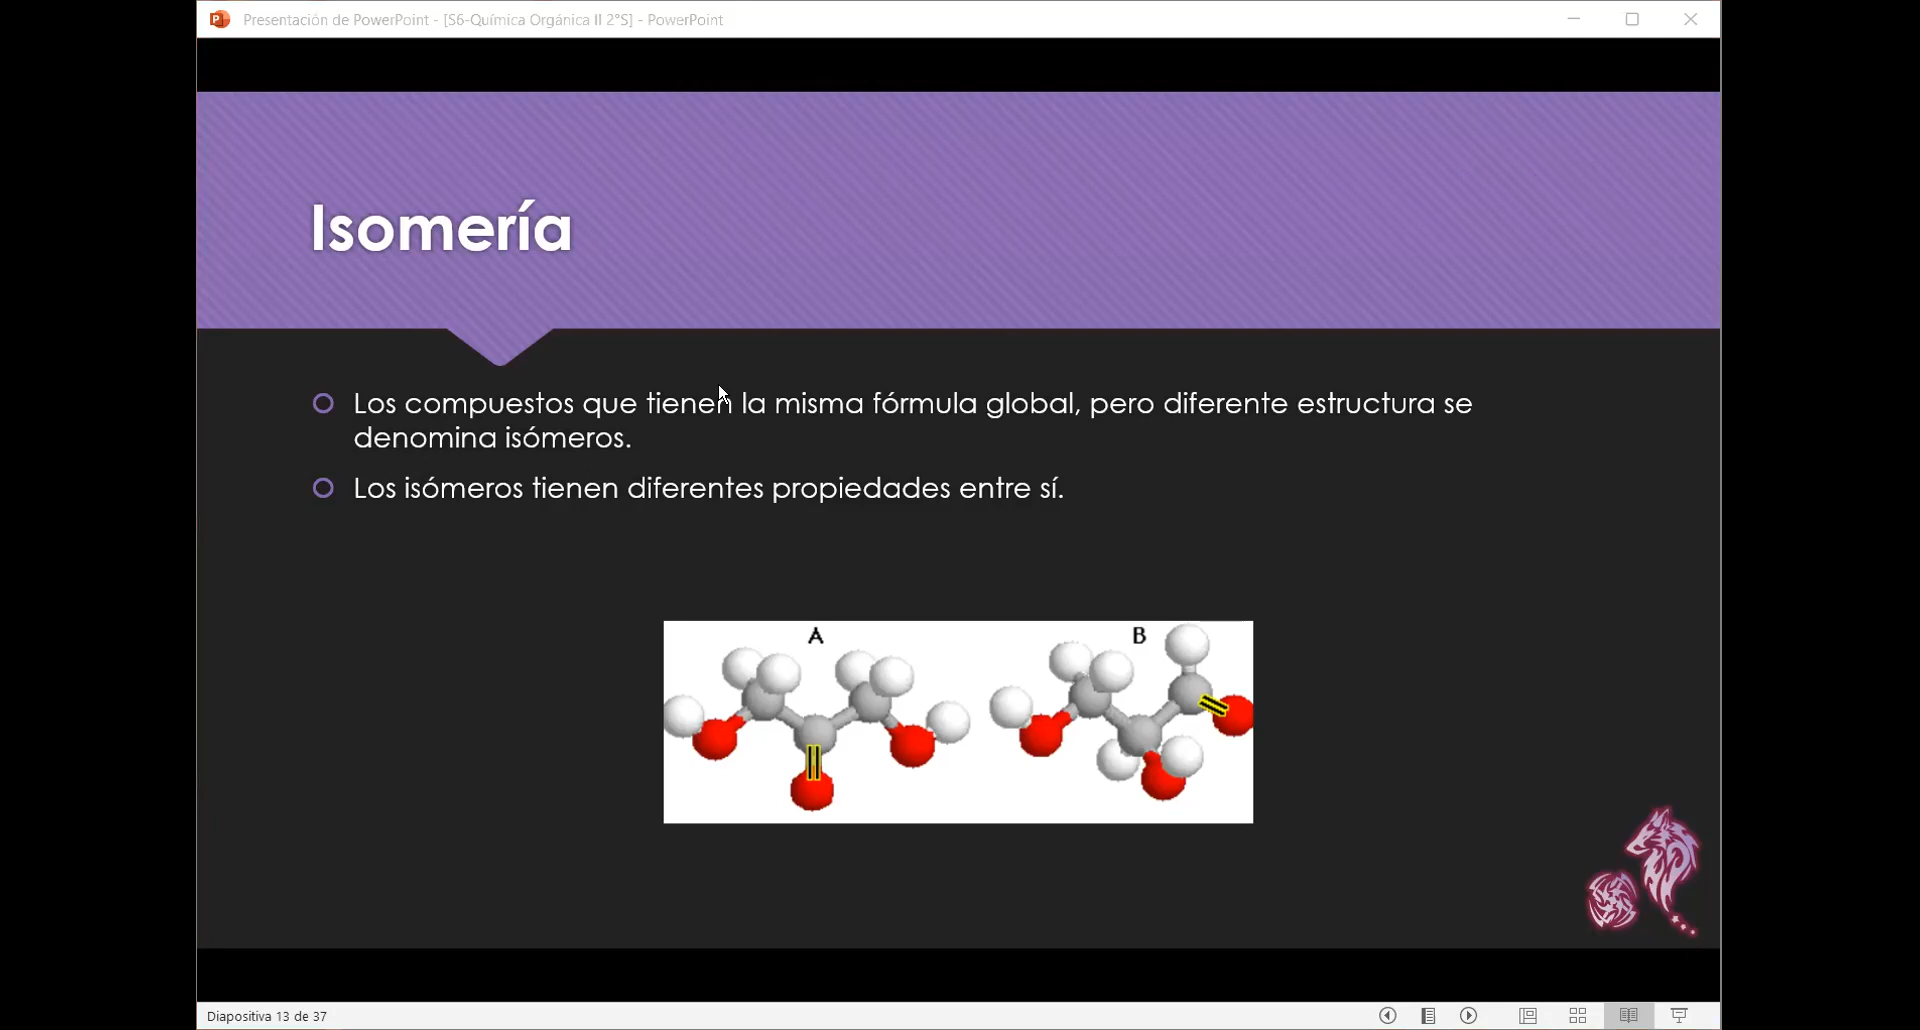 Presentación de PowerPoint - [S6-Química Orgánica II 2°S] - PowerPoint
Isomería
Los compuestos que tienen la misma fórmula global, pero diferente estructura se
denomina isómeros.
Los isómeros tienen diferentes propiedades entre sí.
A
B
Diapositiva 13 de 37